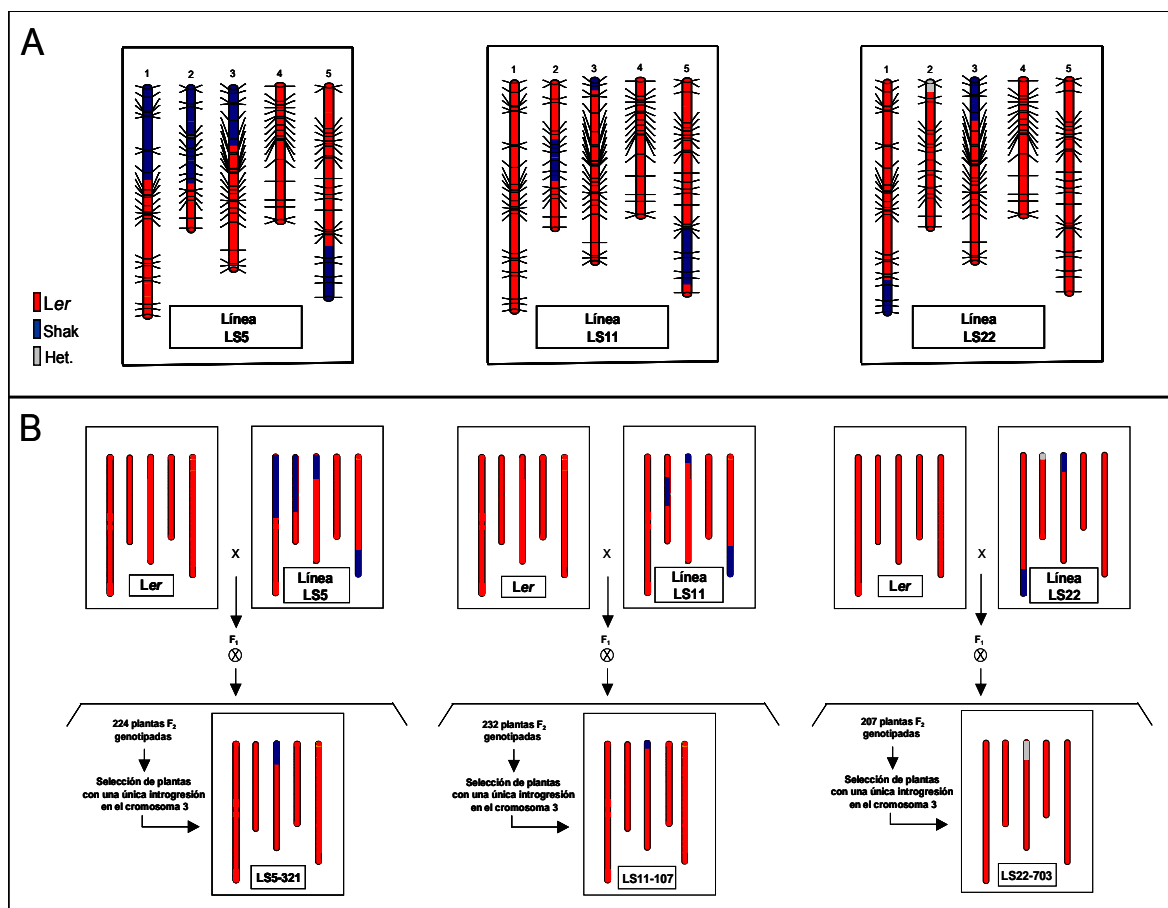 A
1 2 3 4 5
1 2 3 4 5
1 2 3 4 5
Ler
Shak
Het.
Línea
LS5
Línea
LS11
Línea
LS22
B
Ler
X
Línea
LS5
Ler
X
Línea
LS11
Ler
X
Línea
LS22
F1
X
F1
X
F1
X
224 plantas F2
genotipadas
Selección de plantas
con una única introgresión
en el cromosoma 3
LS5-321
232 plantas F2
genotipadas
Selección de plantas
con una única introgresión
en el cromosoma 3
LS11-107
207 plantas F2
genotipadas
Selección de plantas
con una única introgresión
en el cromosoma 3
LS22-703